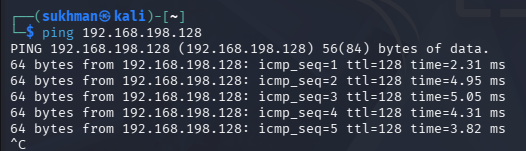 ┌──(sukhman㉿kali)-[~]
└─$ ping 192.168.198.128
PING 192.168.198.128 (192.168.198.128) 56(84) bytes of data.
64 bytes from 192.168.198.128: icmp_seq=1 ttl=128 time=2.31 ms
64 bytes from 192.168.198.128: icmp_seq=2 ttl=128 time=4.95 ms
64 bytes from 192.168.198.128: icmp_seq=3 ttl=128 time=5.05 ms
64 bytes from 192.168.198.128: icmp_seq=4 ttl=128 time=4.31 ms
64 bytes from 192.168.198.128: icmp_seq=5 ttl=128 time=3.82 ms
^C